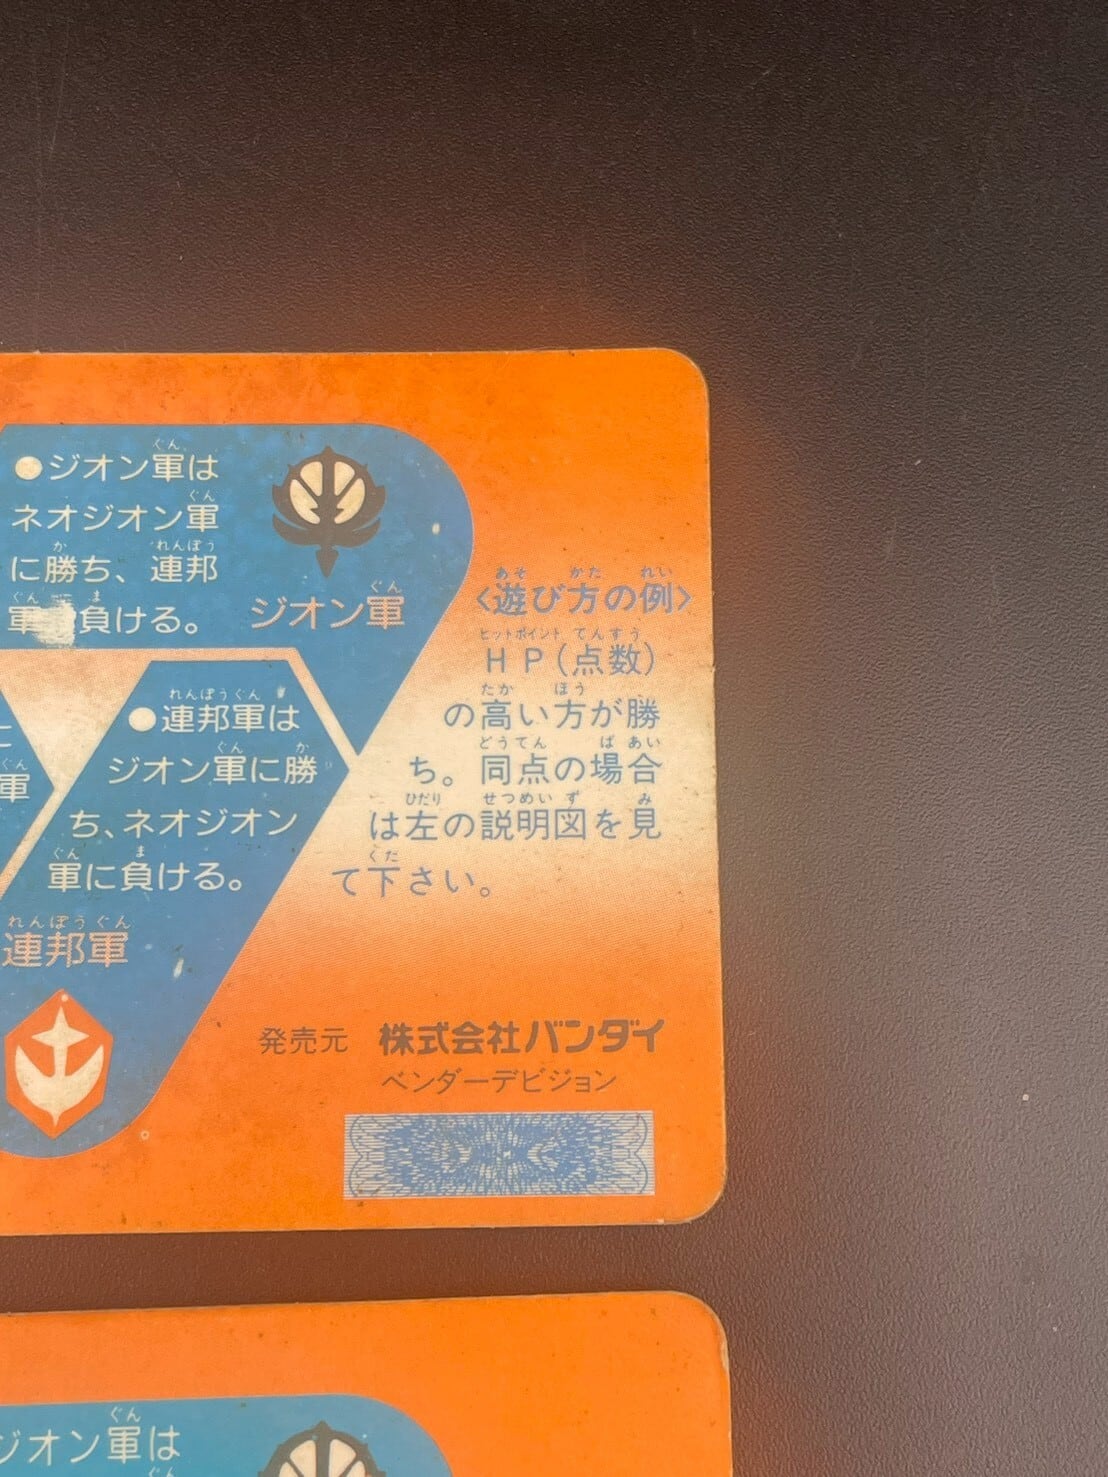 ●ジオン軍は
ネオジオン軍
に勝ち、連邦
軍 負ける。
ジオン軍
<遊び方の例>
HP(点数)
の高い方が勝
ち。同点の場合
は左の説明図を見
て下さい。
軍
●連邦軍は
ジオン軍に勝
ち、ネオジオン
軍に負ける。
連邦軍
発売元 株式会社バンダイ
ベンダーデビジョン
ジオン軍は